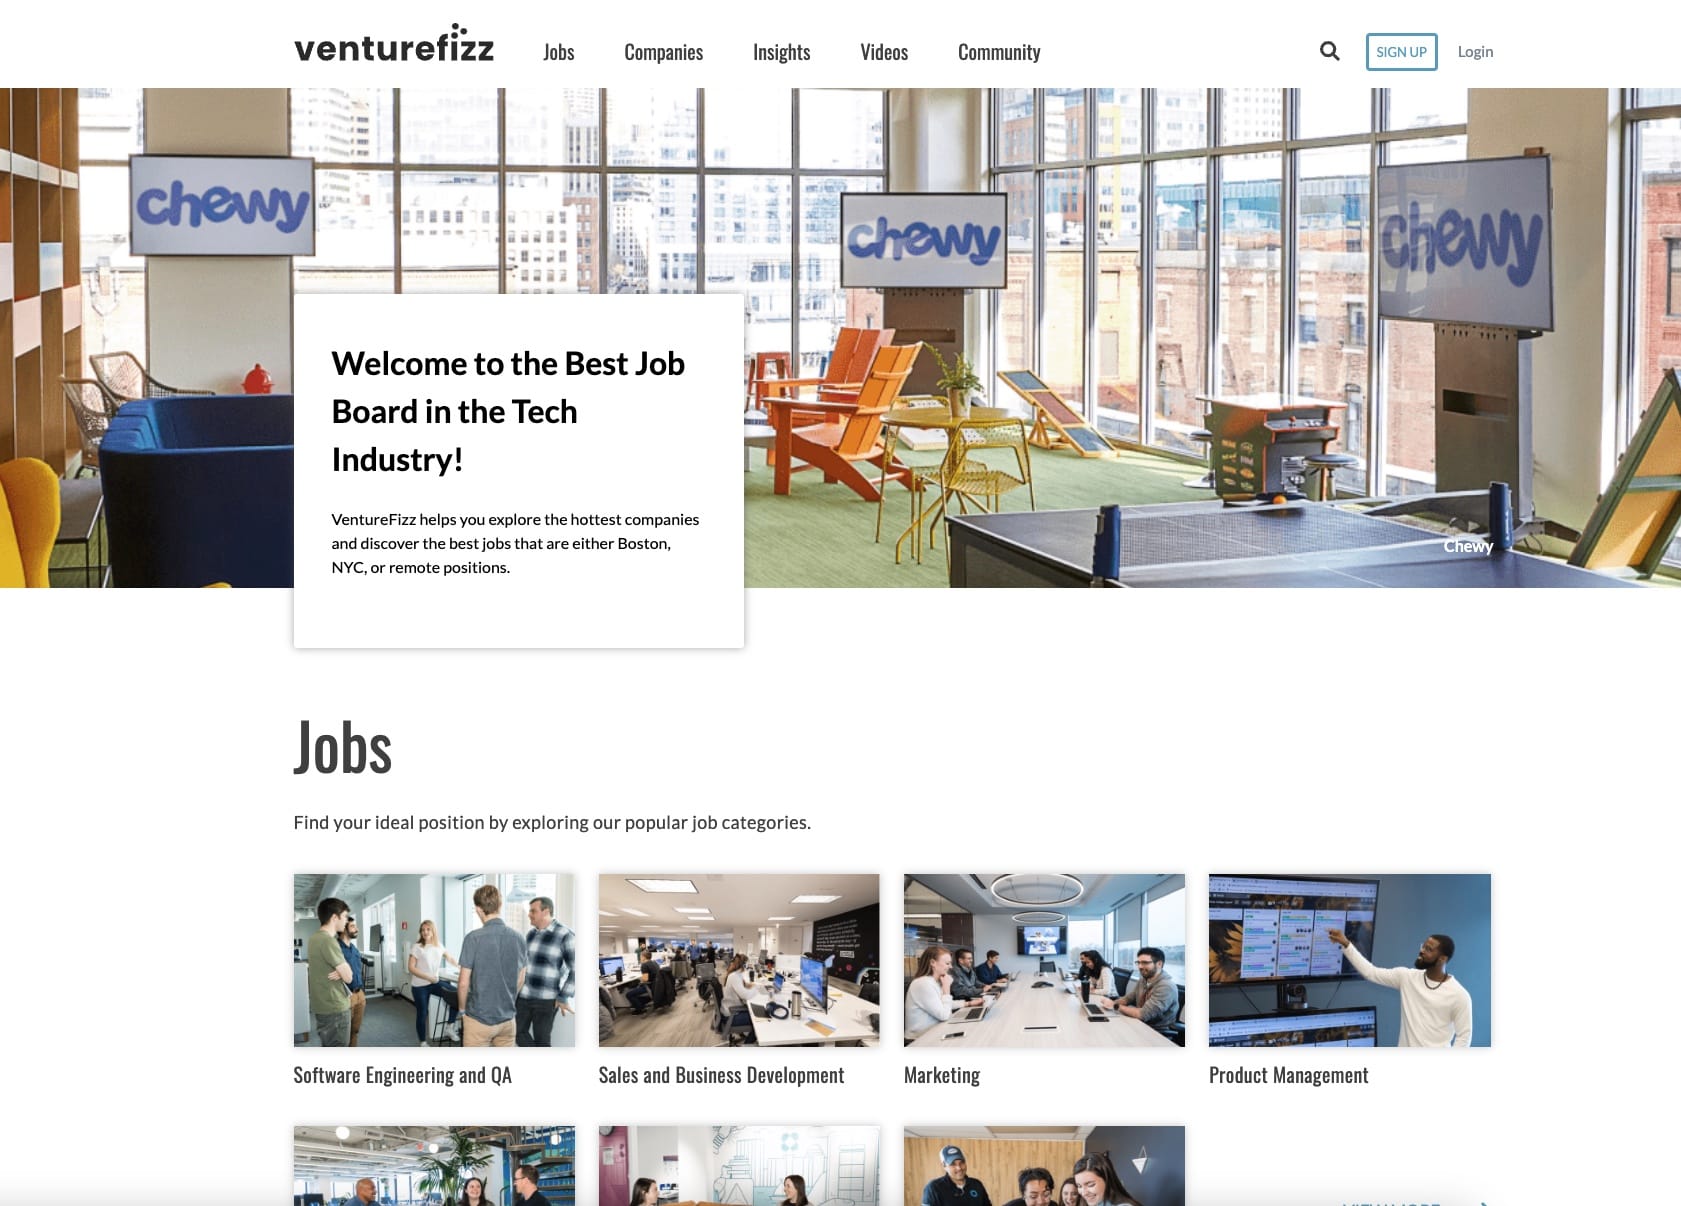 venturefizz
Jobs
Companies
Insights
Videos
Community
SIGN UP
Login
chewy
chewy
chewy
Welcome to the Best Job
Board in the Tech
Industry!
VentureFizz helps you explore the hottest companies
and discover the best jobs that are either Boston,
NYC, or remote positions.
Chewy
Jobs
Find your ideal position by exploring our popular job categories.
Software Engineering and QA
Sales and Business Development
Marketing
Product Management
VIEW MORE